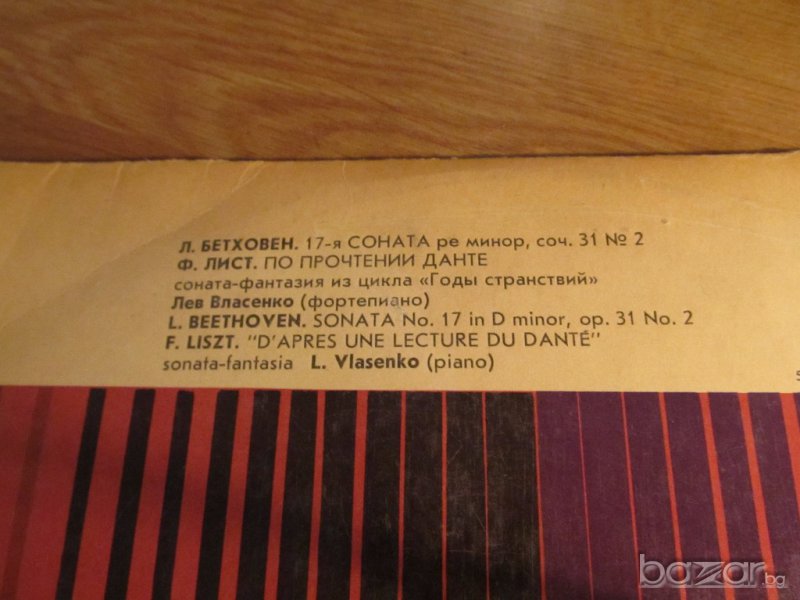 Л. БЕТХОВЕН. 17-я СОНАТА ре минор, соч. 31 № 2
Ф. ЛИСТ. ПО ПРОЧТЕНИИ ДАНТЕ
соната-фантазия из цикла «Годы странствий»
Лев Власенко (фортепиано)
L. BEETHOVEN. SONATA No. 17 in D minor, op. 31 No. 2
F. LISZT. "D'APRES UNE LECTURE DU DANTÉ"
sonata-fantasia L. Vlasenko (piano)
bazar.bg